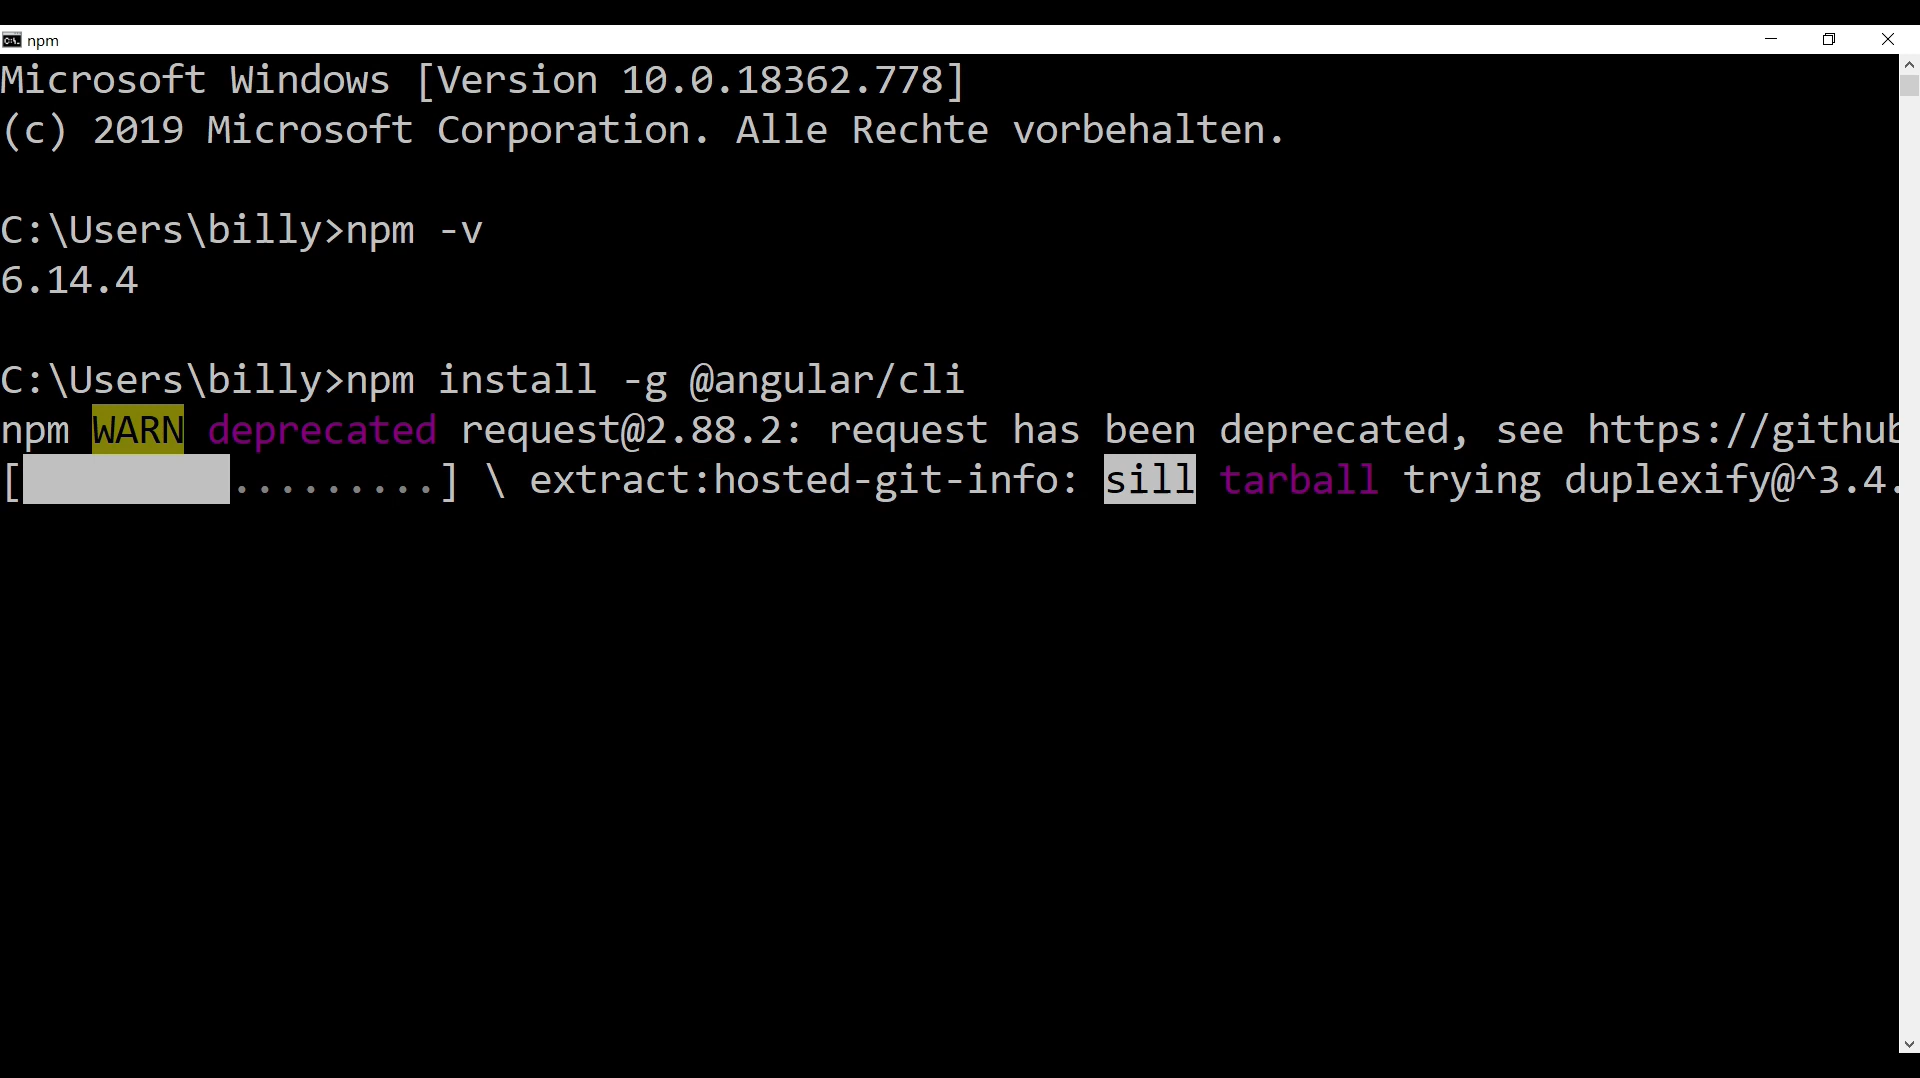 npm
Microsoft Windows [Version 10.0.18362.778]
(c) 2019 Microsoft Corporation. Alle Rechte vorbehalten.
C:\Users\billy>npm -v
6.14.4
C:\Users\billy>npm install -g @angular/cli
npm WARN deprecated request@2.88.2: request has been deprecated, see https://github
[         .........] \ extract:hosted-git-info: sill tarball trying duplexify@^3.4.